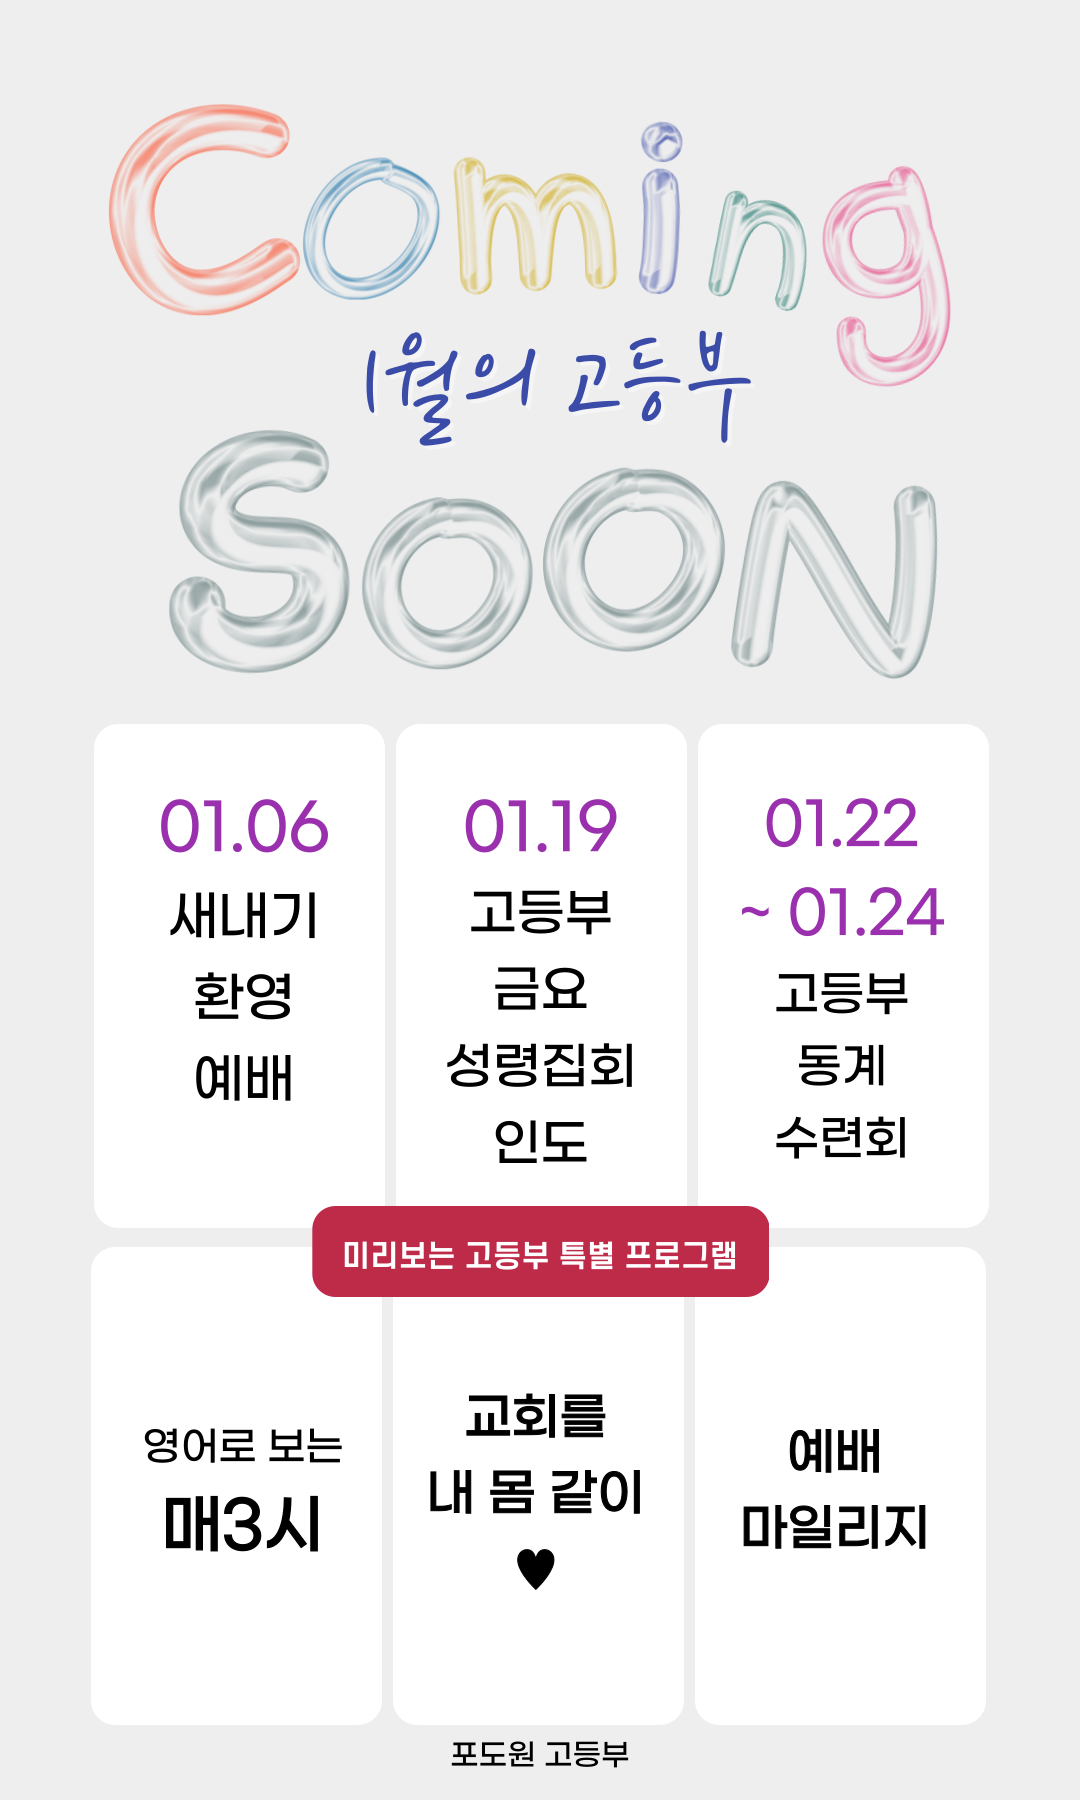 Coming
1월의 고등부
SOON
01.06
새내기
환영
예배
01.19
고등부
금요
성령집회
인도
01.22
~ 01.24
고등부
동계
수련회
미리보는 고등부 특별 프로그램
영어로 보는
매3시
교회를
내 몸 같이
♥
예배
마일리지
포도원 고등부